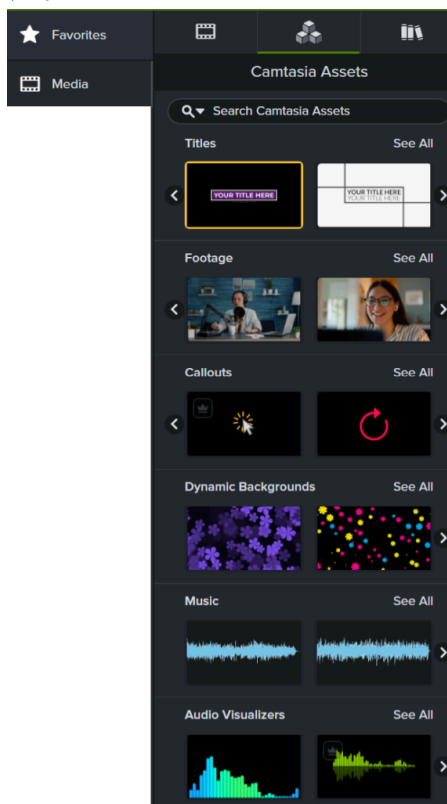 Favorites
Media
Camtasia Assets
Search Camtasia Assets
Titles See All
YOUR TITLE HERE
YOUR TITLE HERE
YOUR TITLE HERE
Footage See All
Callouts See All
Dynamic Backgrounds See All
Music See All
Audio Visualizers See All